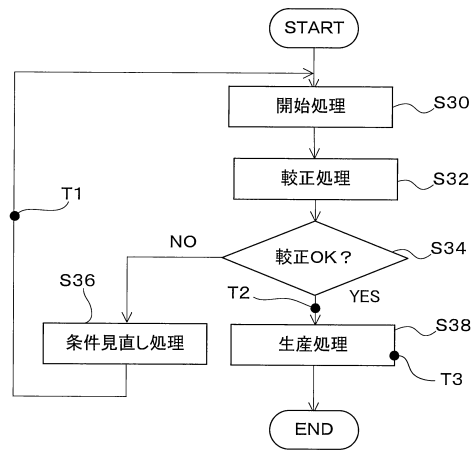 START
開始処理
S30
較正処理
S32
T1
較正OK?
S34
NO
T2
YES
S36
条件見直し処理
生産処理
S38
T3
END